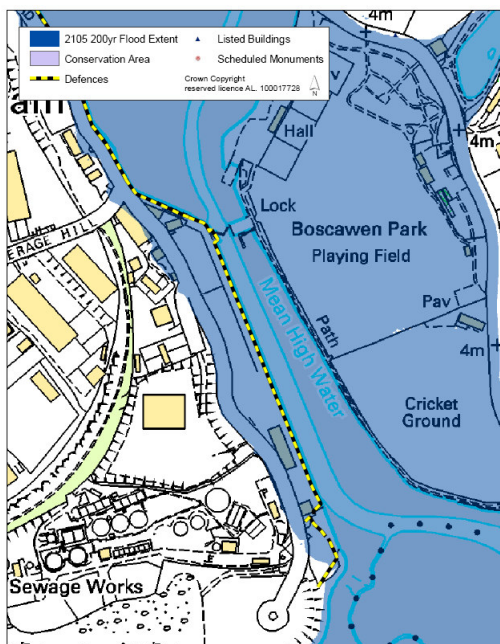 2105 200yr Flood Extent
Listed Buildings
Conservation Area
Scheduled Monuments
Defences
Crown Copyright
reserved licence AL. 100017728
N
4m
Hall
4m
Lock
Boscawen Park
Playing Field
Mean High Water
Path
Pav
4m
Cricket
Ground
Sewage Works